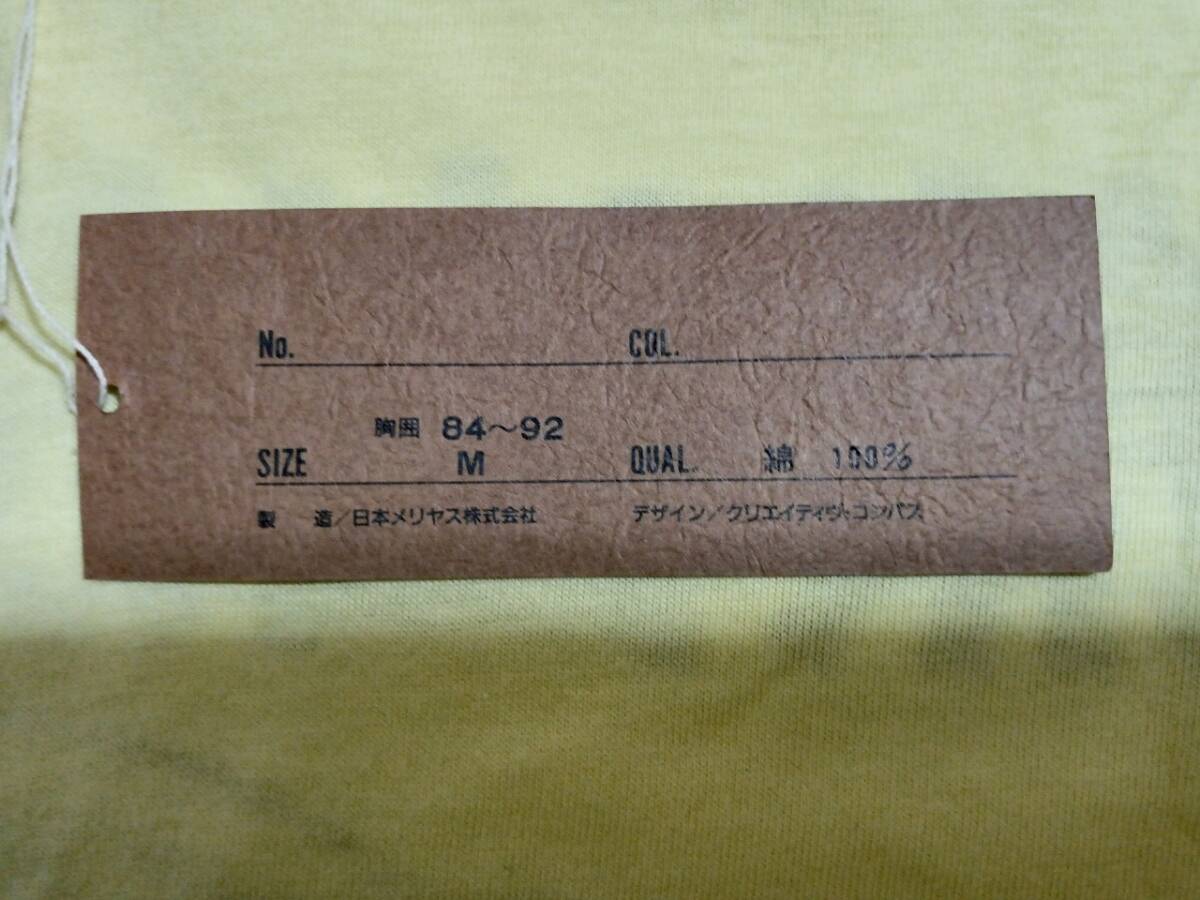 No. COL.
胸囲 84～92
SIZE M QUAL. 綿 100%
製 造/日本メリヤス株式会社 デザイン/クリエイティヴ・コンパス